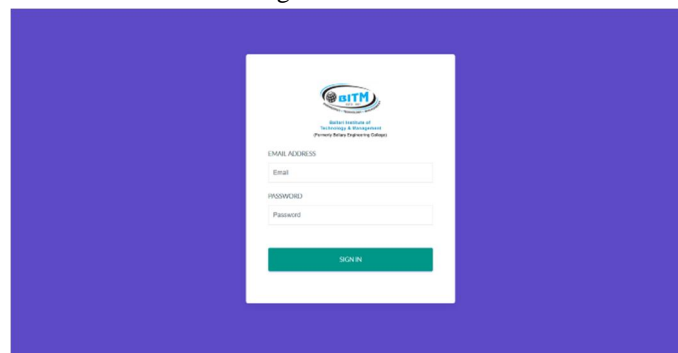 BITM
Ballari Institute of
Technology & Management
(Formerly Bellary Engineering College)
EMAIL ADDRESS
Email
PASSWORD
Password
SIGN IN